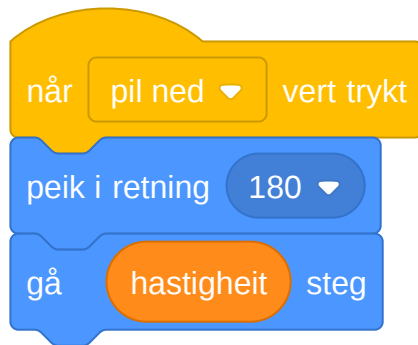 når pil ned vert trykt
peik i retning 180
gå hastigheit steg